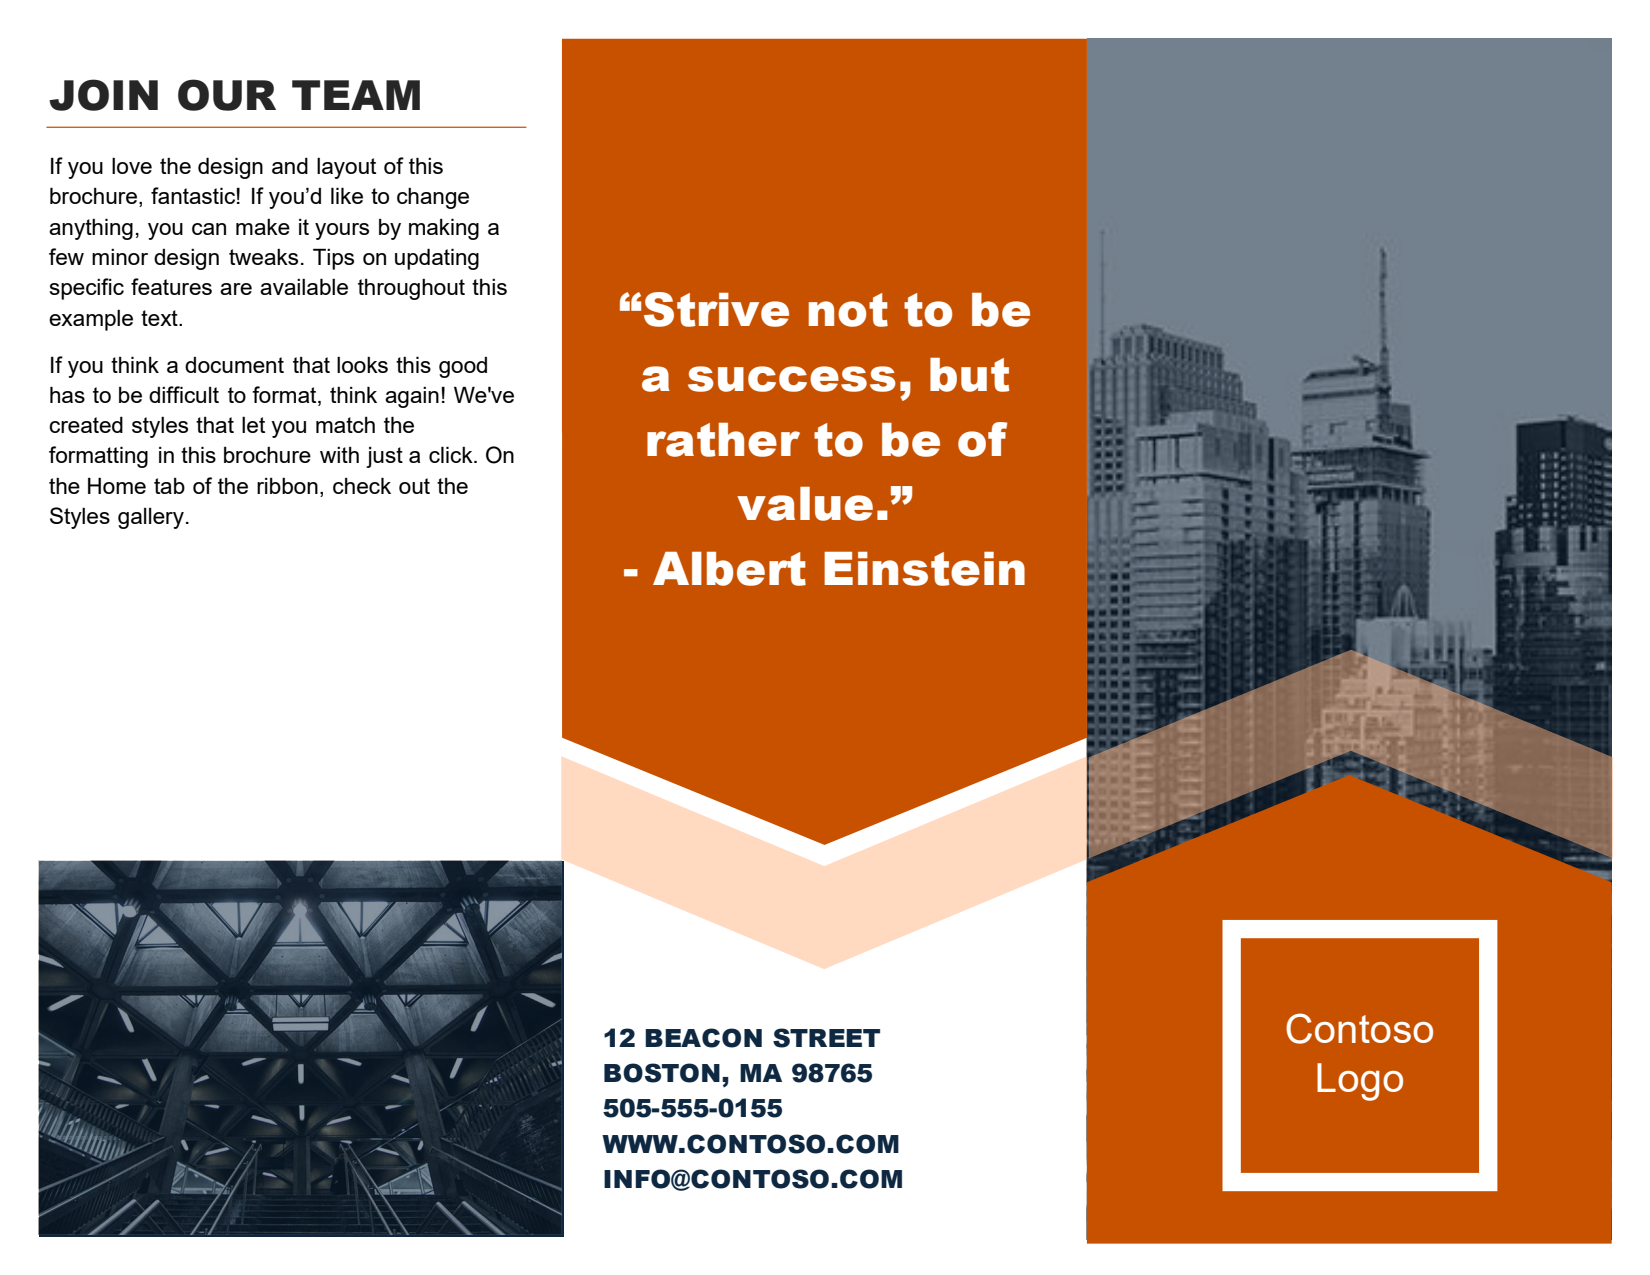 JOIN OUR TEAM
If you love the design and layout of this
brochure, fantastic! If you’d like to change
anything, you can make it yours by making a
few minor design tweaks. Tips on updating
specific features are available throughout this
example text.
If you think a document that looks this good
has to be difficult to format, think again! We've
created styles that let you match the
formatting in this brochure with just a click. On
the Home tab of the ribbon, check out the
Styles gallery.
“Strive not to be
a success, but
rather to be of
value.”
- Albert Einstein
12 BEACON STREET
BOSTON, MA 98765
505-555-0155
WWW.CONTOSO.COM
INFO@CONTOSO.COM
Contoso
Logo